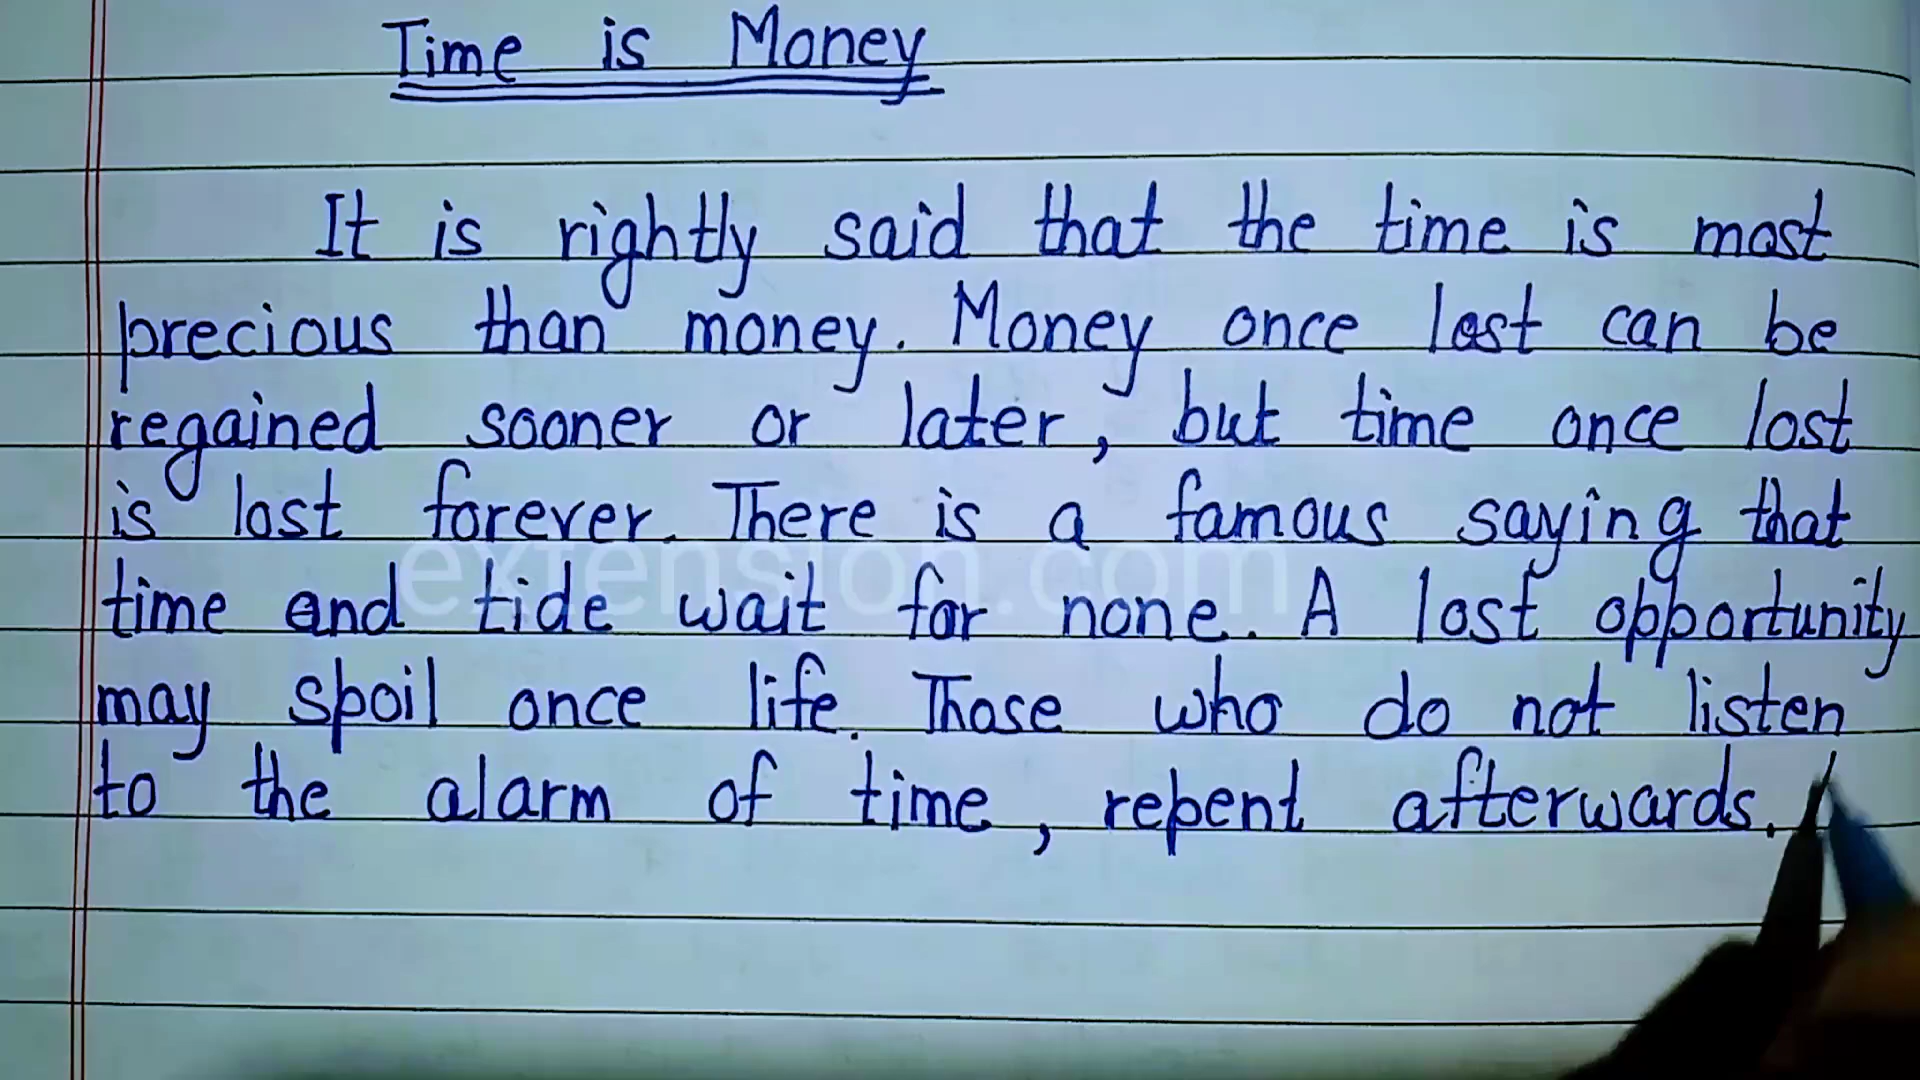 Time is Money
It is rightly said that the time is most
precious than money. Money once lost can be
regained sooner or later, but time once lost
is lost forever. There is a famous saying that
extension.com
time and tide wait for none. A lost opportunity
may spoil once life. Those who do not listen
to the alarm of time, repent afterwards.